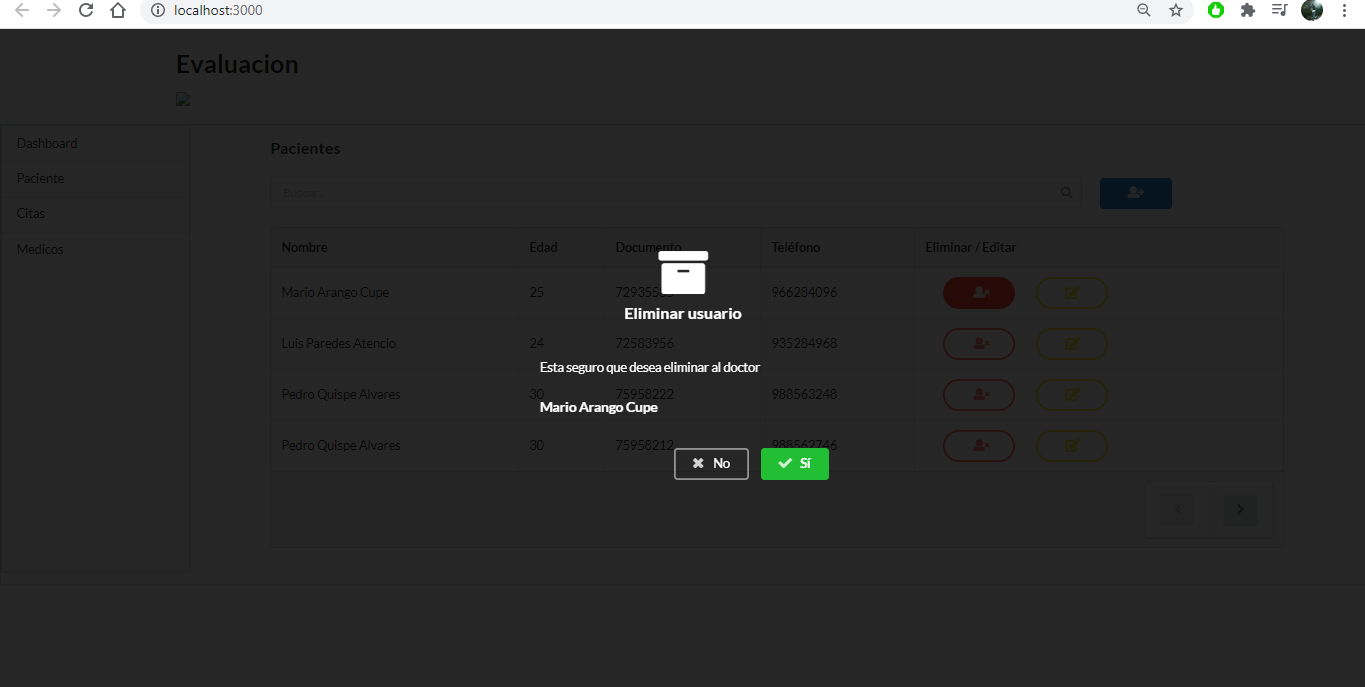 localhost:3000
Evaluacion
Dashboard
Paciente
Citas
Medicos
Pacientes
Buscar...
Nombre Edad Documento Teléfono Eliminar / Editar
Mario Arango Cupe 25 966284096
Luis Paredes Atencio 24 72583956 935284968
Pedro Quispe Alvares 30 75958222 988563248
Pedro Quispe Alvares 30 75958212 988562746
Eliminar usuario
Esta seguro que desea eliminar al doctor
Mario Arango Cupe
No Sí